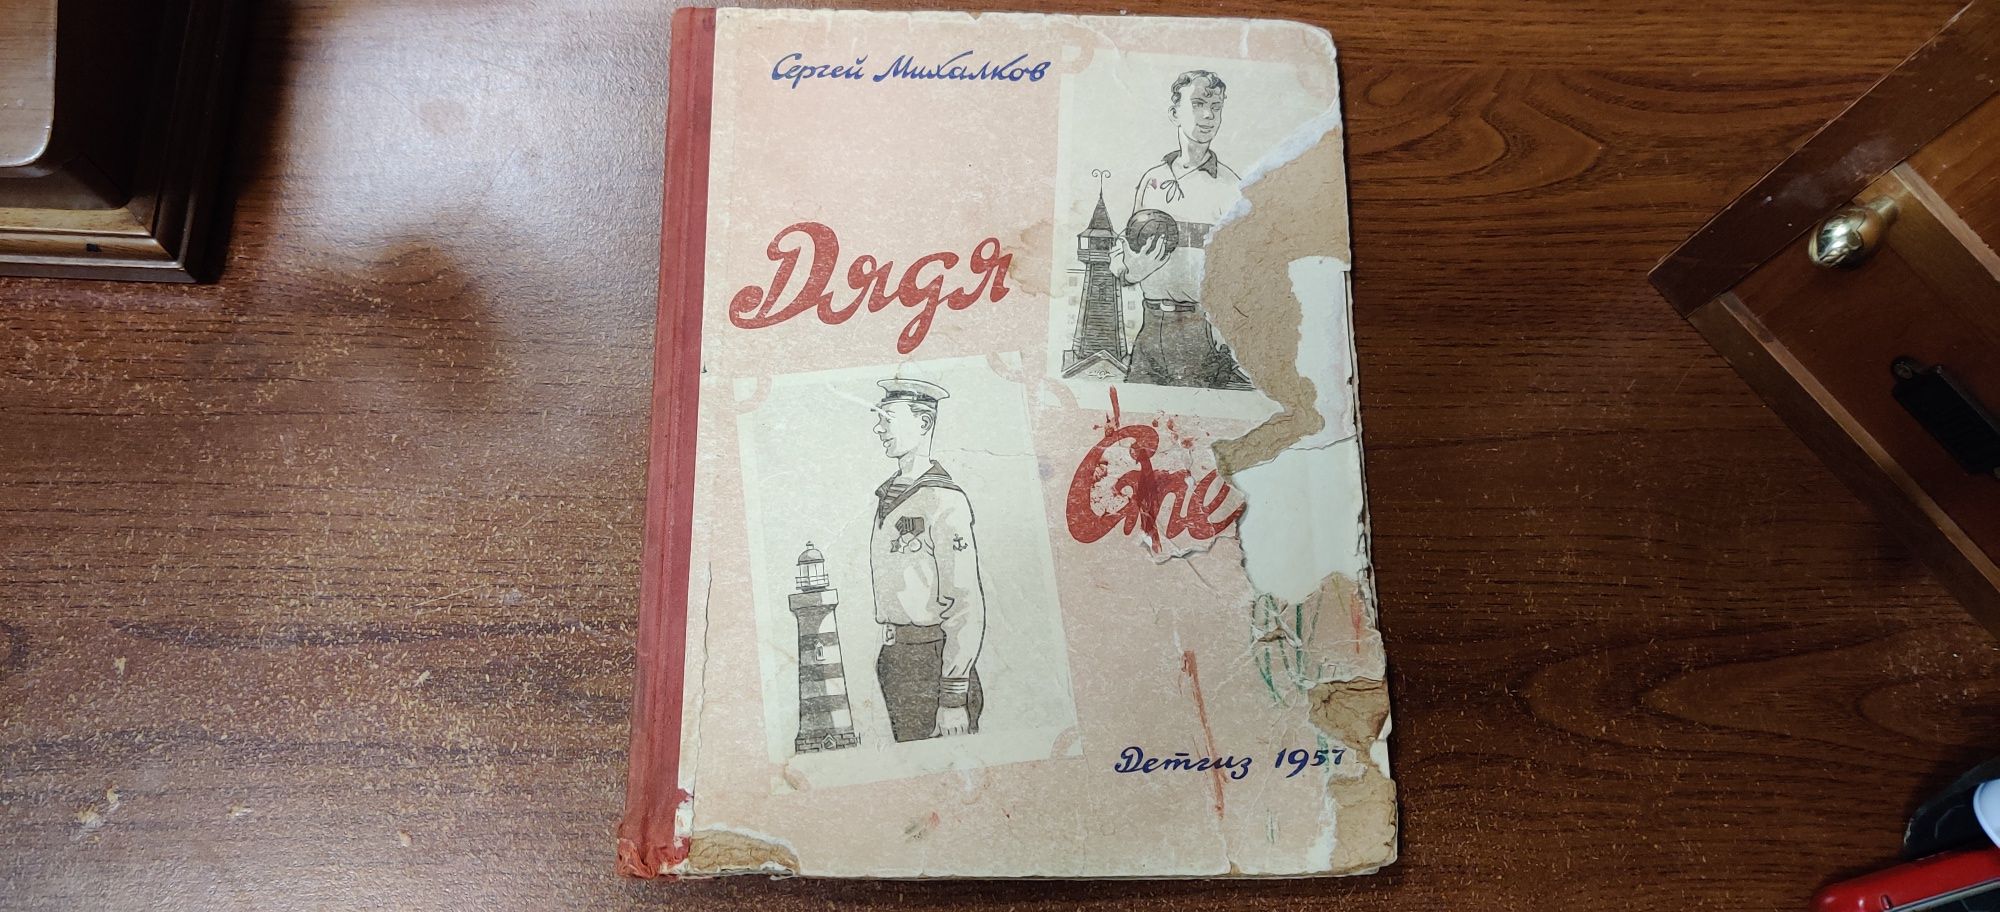 Сергей Михалков
Дядя
Сте
Детгиз 1957